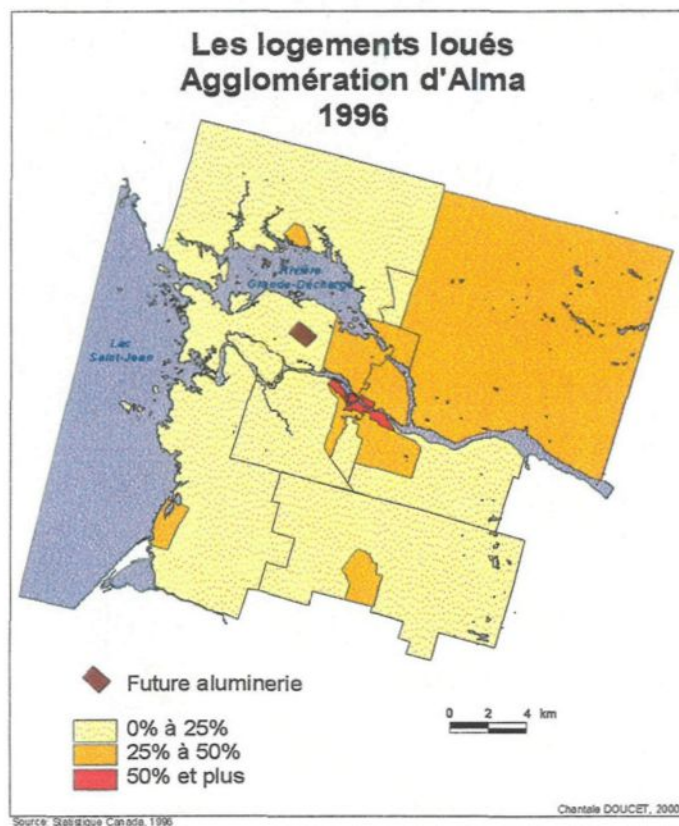 Les logements loués
Agglomération d'Alma
1996
Rivière
Grande-Décharge
Lac
Saint-Jean
Future aluminerie
0% à 25%
25% à 50%
50% et plus
0 2 4 km
Chantale DOUCET, 2000
Source: Statistique Canada, 1996